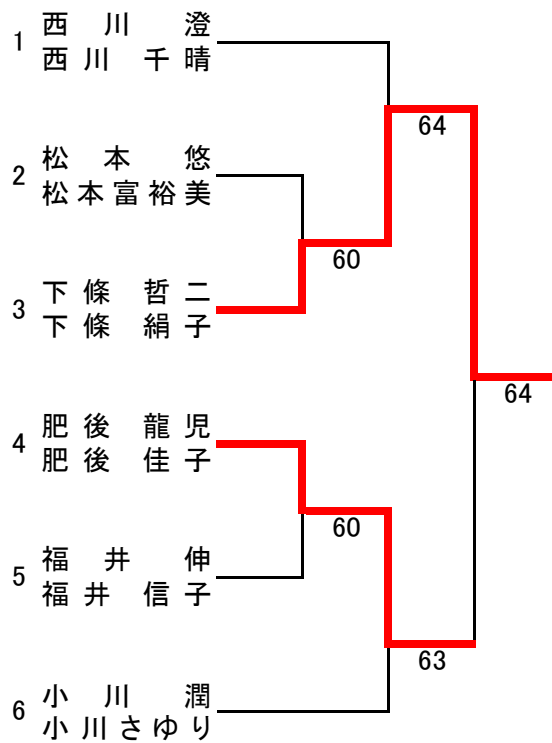 1
西川 澄
西川千晴
64
2
松本 悠
松本富裕美
60
3
下條 哲二
下條 絹子
64
4
肥後 龍児
肥後 佳子
60
5
福井 伸
福井 信子
63
6
小川 潤
小川さゆり